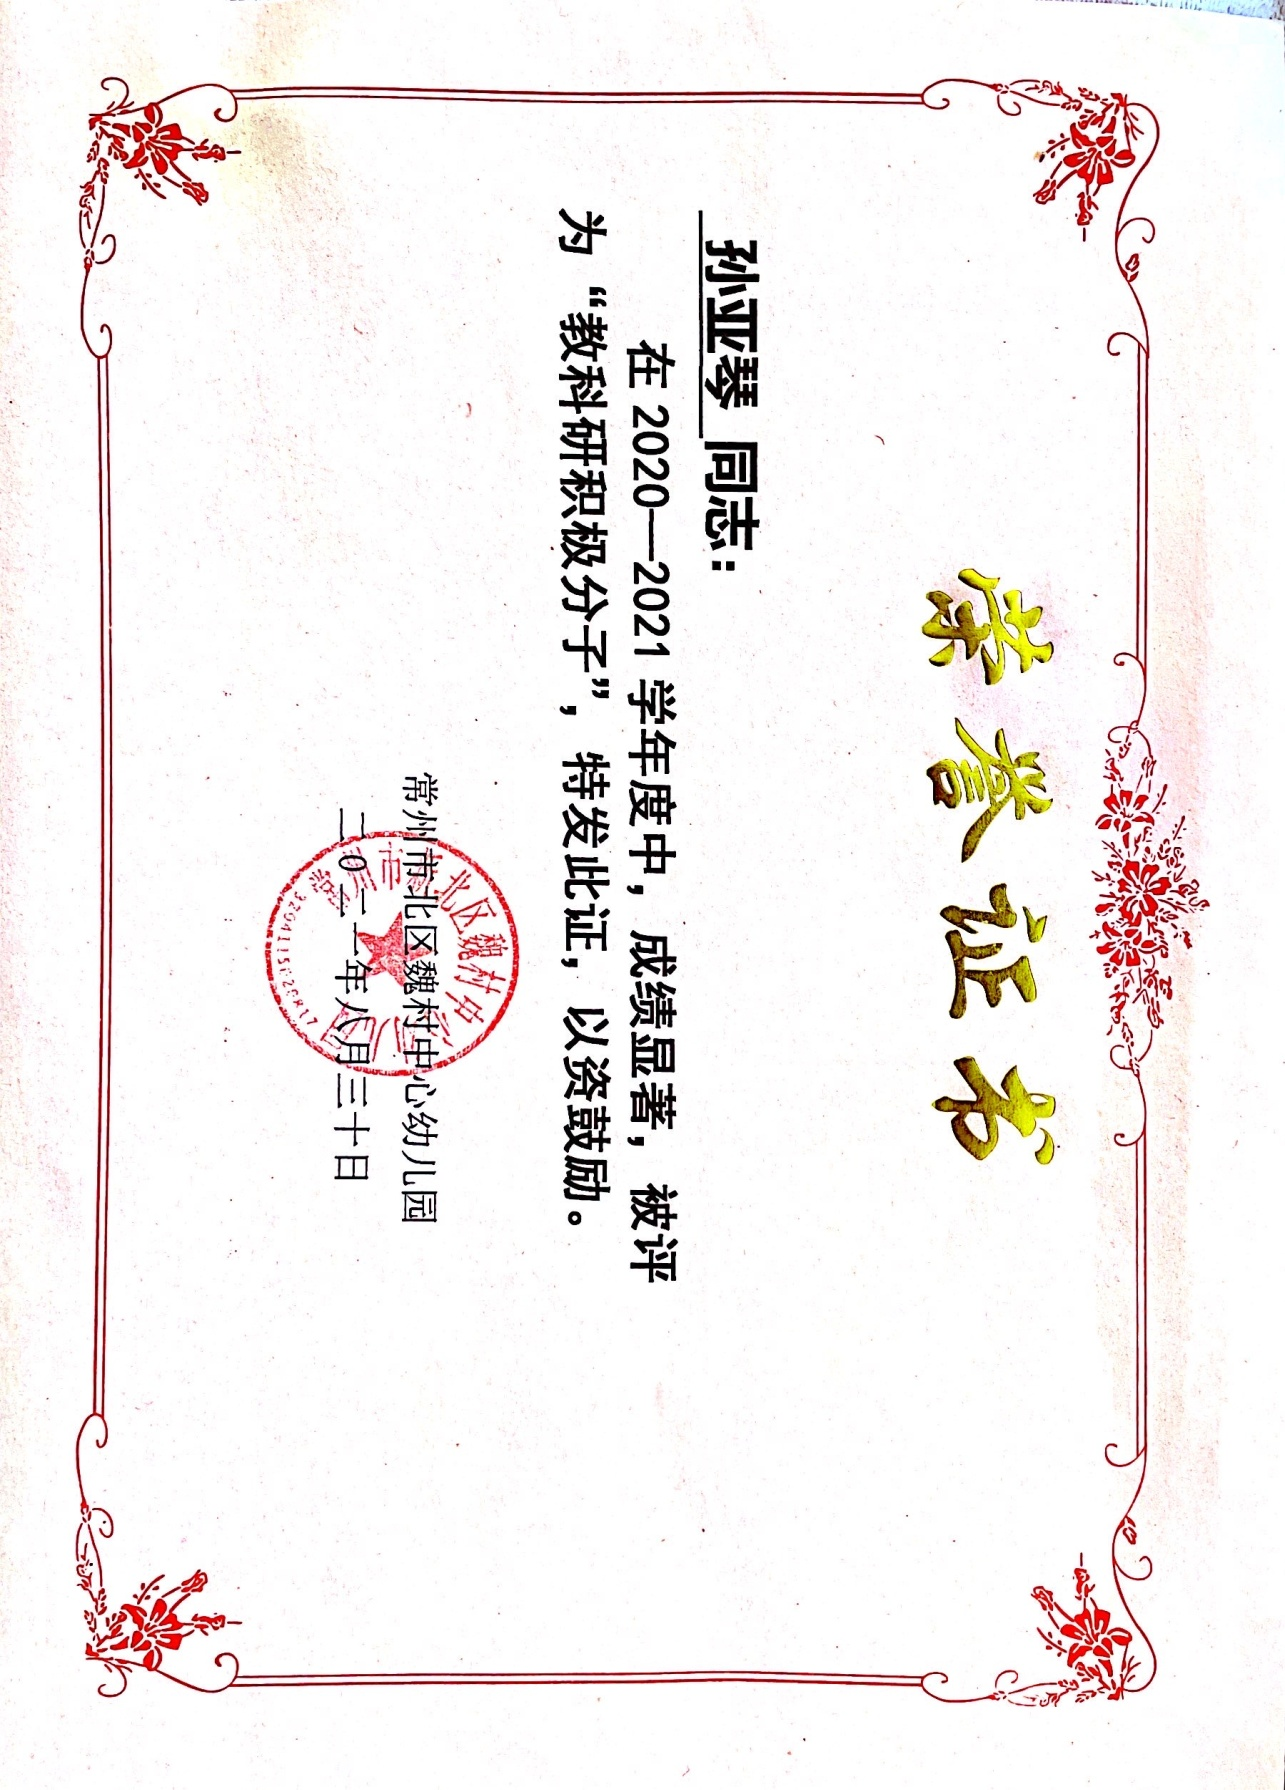 荣誉证书
孙亚琴 同志：
在 2020—2021 学年度中，成绩显著，被评
为“教科研积极分子”，特发此证，以资鼓励。
常州市北区魏村中心幼儿园
二0二一年八月三十日